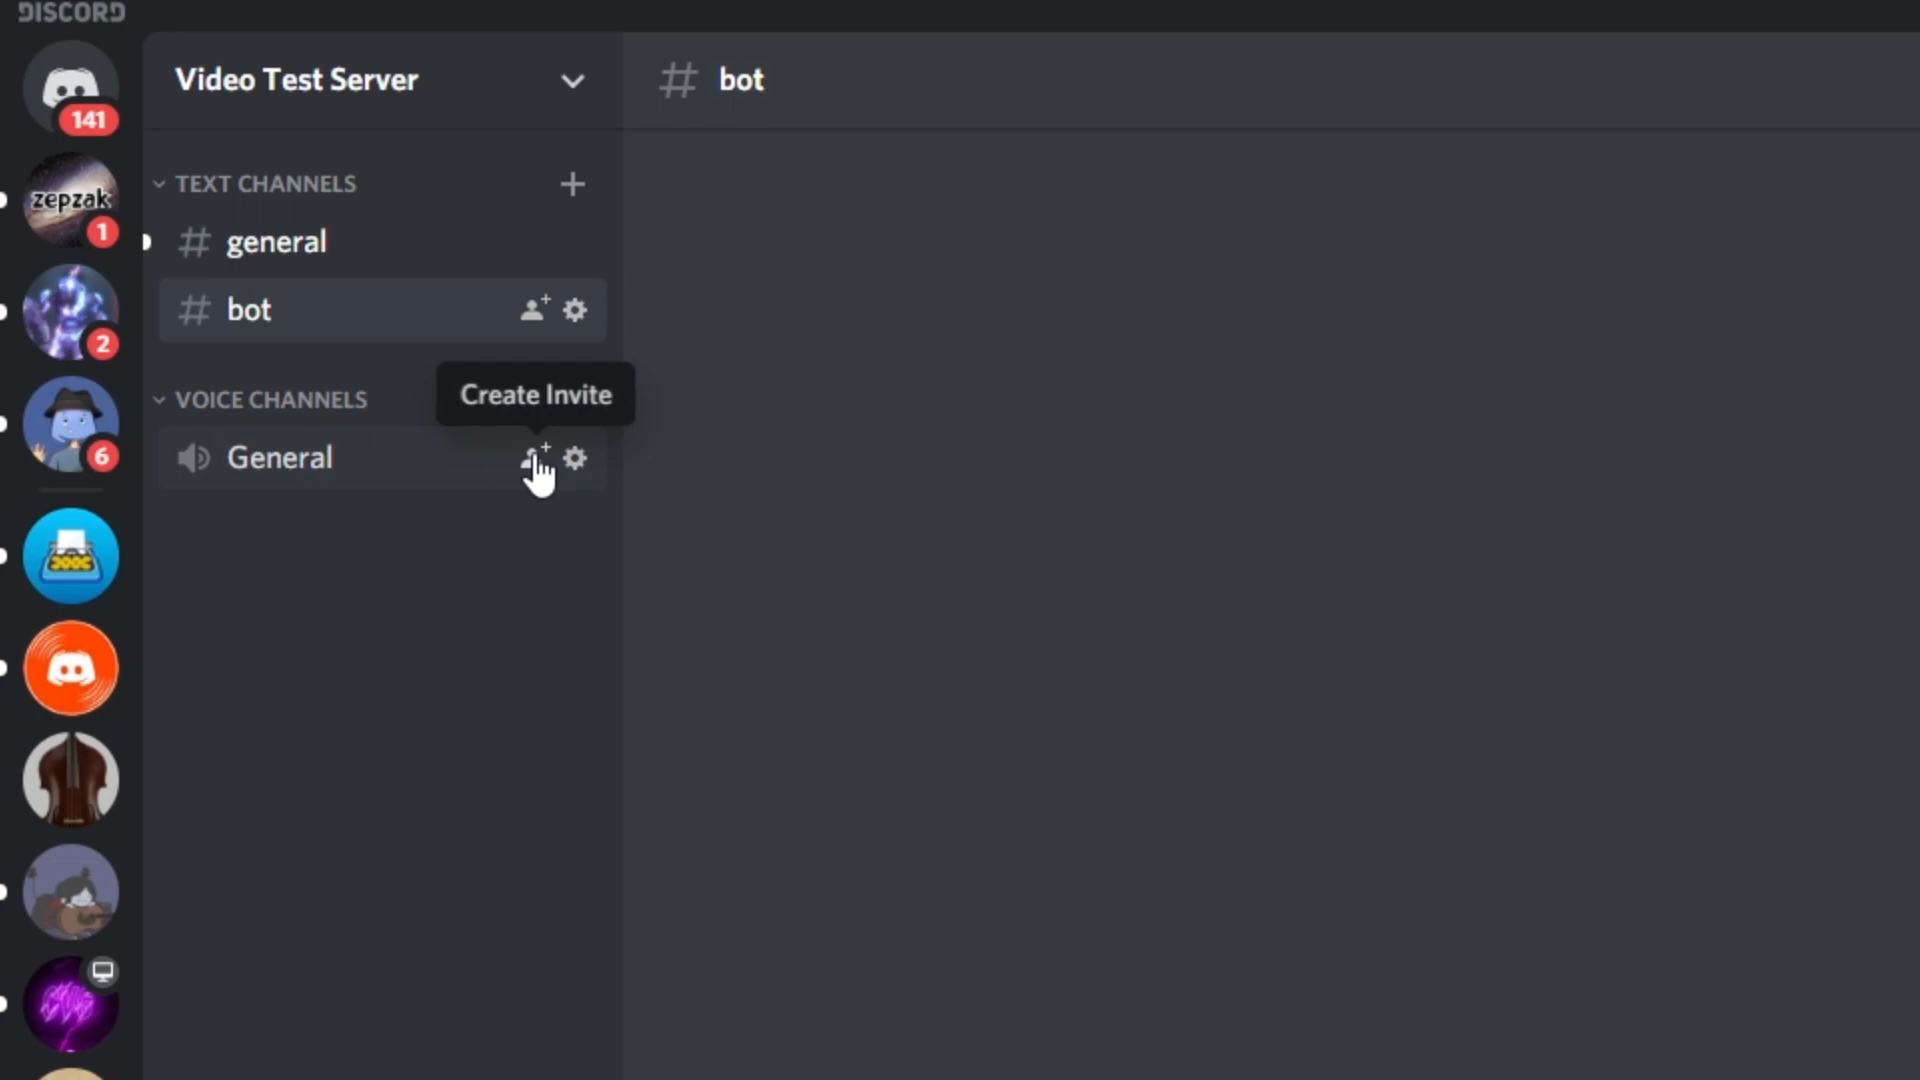 DISCORD
141
zepzak
1
2
6
Video Test Server
TEXT CHANNELS
# general
# bot
VOICE CHANNELS
Create Invite
General
# bot